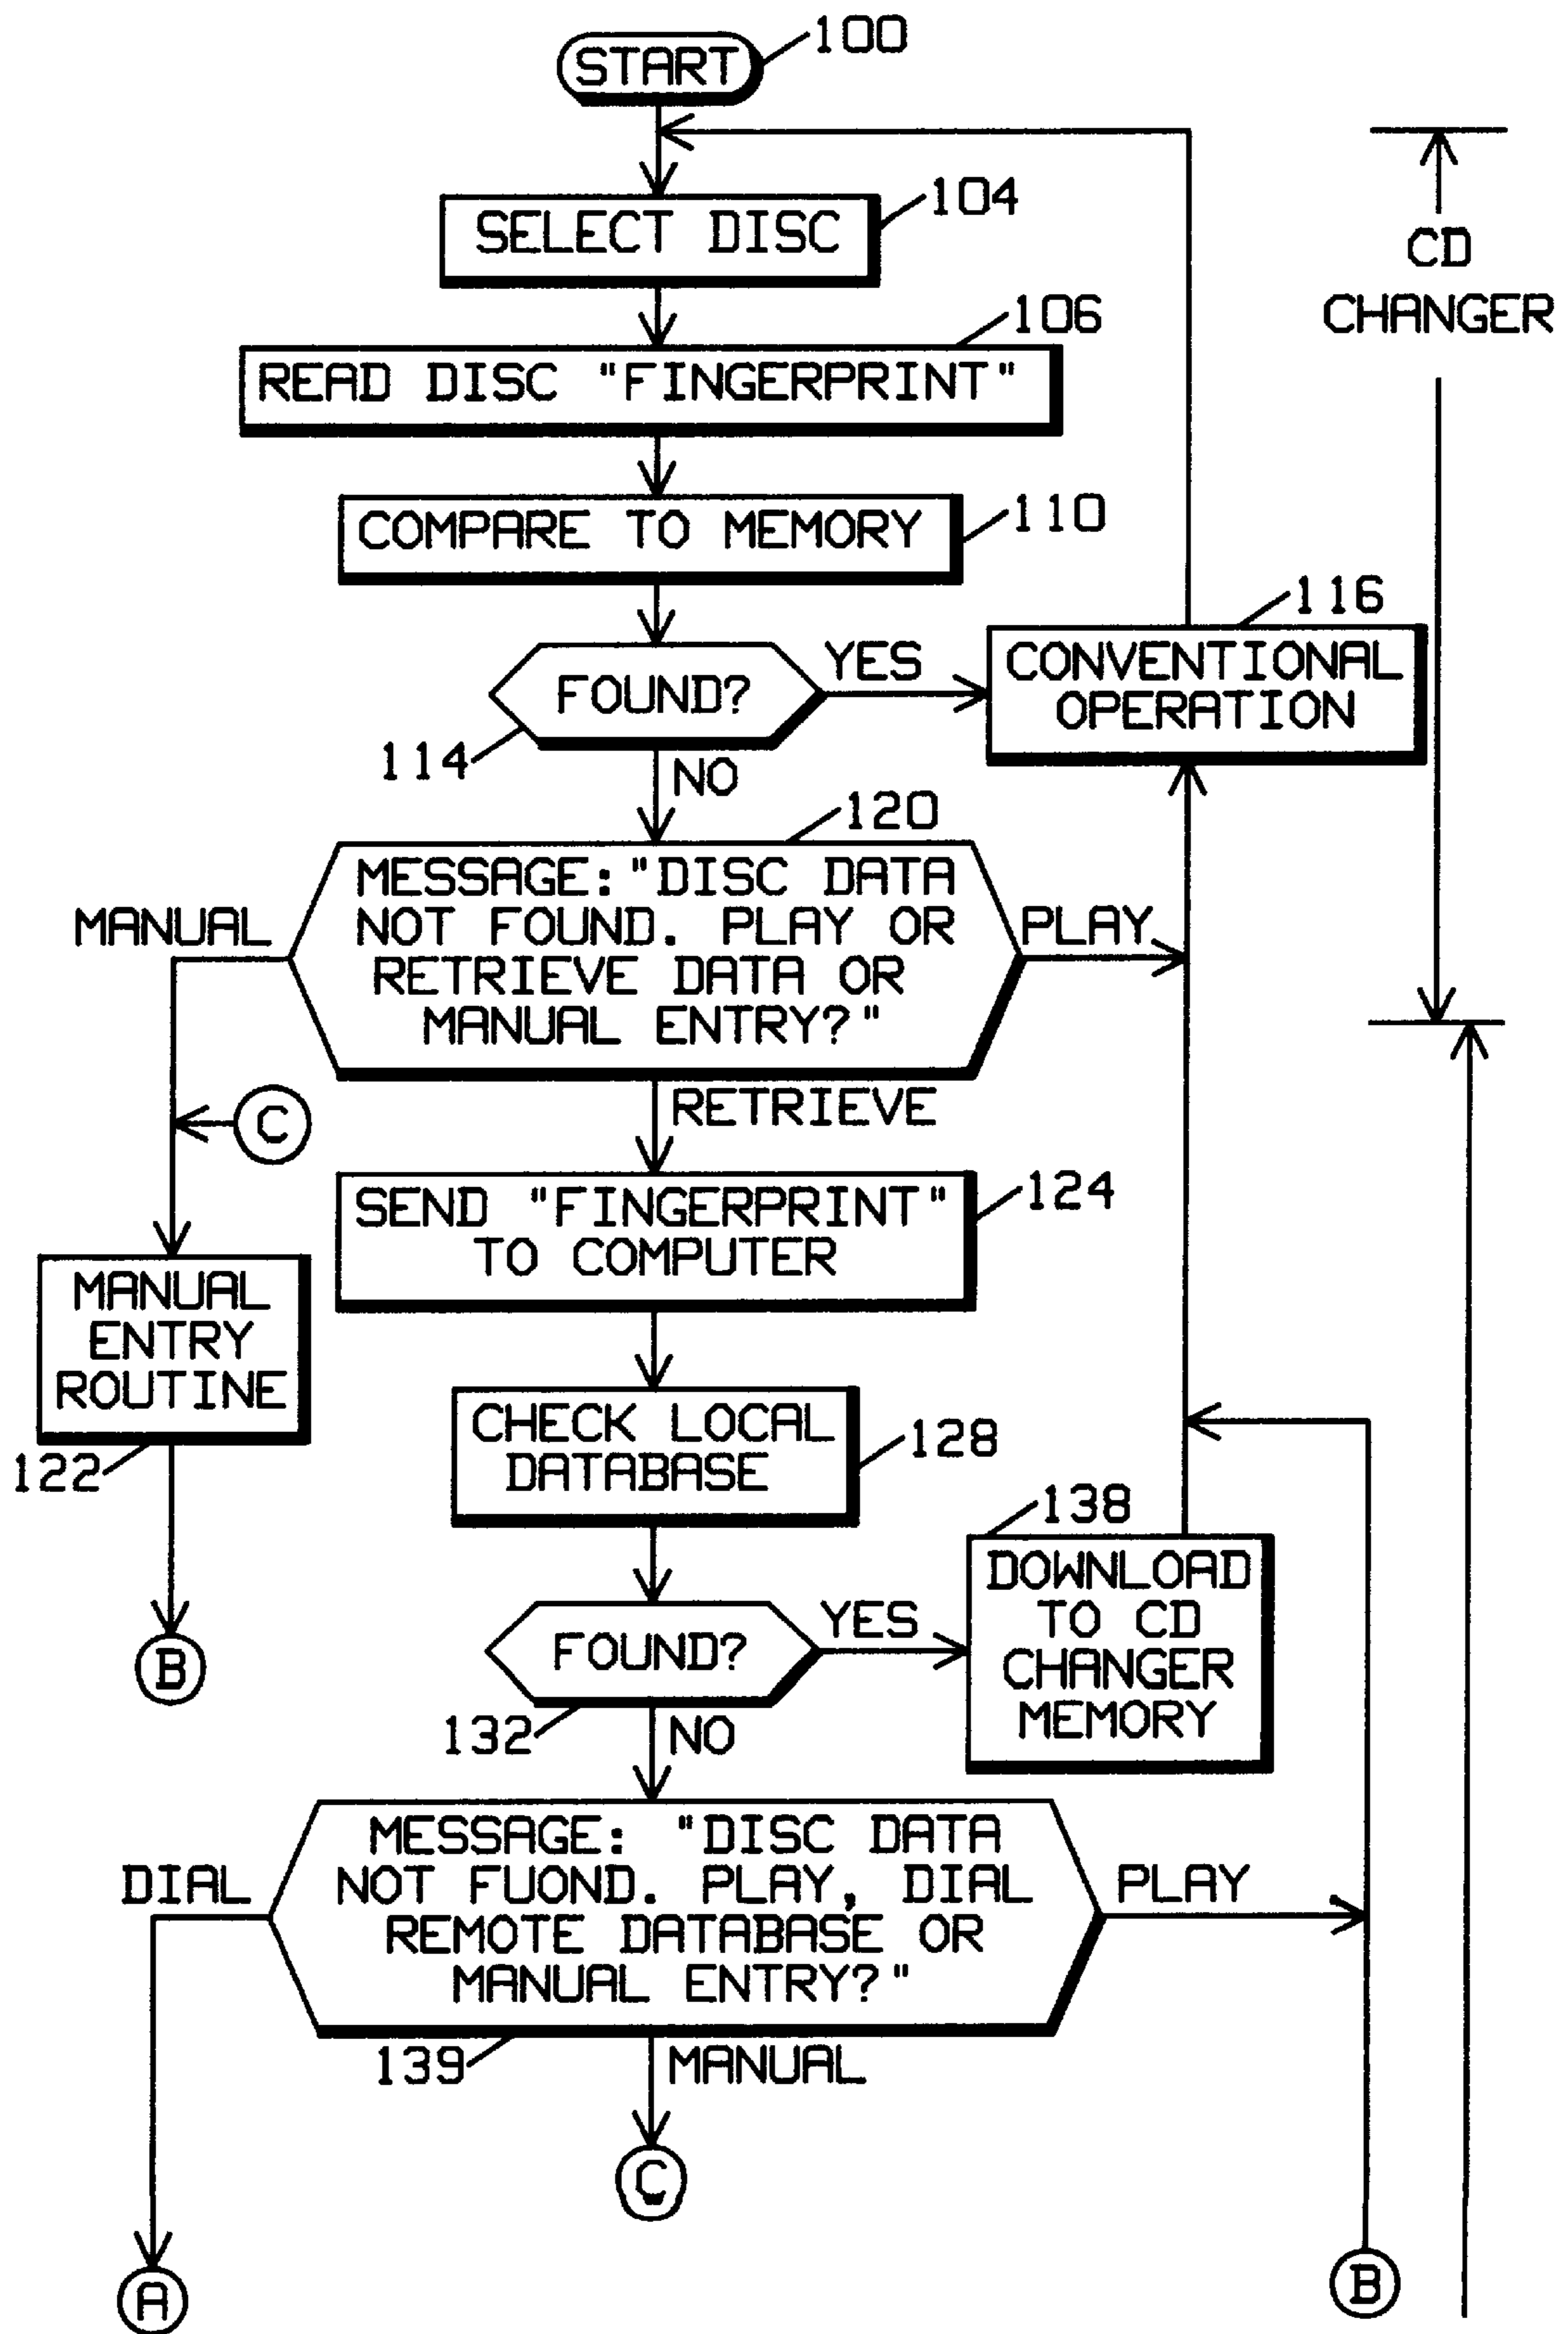 100
START
104
SELECT DISC
CD
CHANGER
106
READ DISC "FINGERPRINT"
110
COMPARE TO MEMORY
116
YES
CONVENTIONAL
OPERATION
FOUND?
114
NO
120
MESSAGE:"DISC DATA
NOT FOUND. PLAY OR
RETRIEVE DATA OR
MANUAL ENTRY?"
MANUAL
PLAY
RETRIEVE
C
124
SEND "FINGERPRINT"
TO COMPUTER
MANUAL
ENTRY
ROUTINE
122
CHECK LOCAL
DATABASE
128
138
DOWNLOAD
TO CD
CHANGER
MEMORY
YES
FOUND?
B
132
NO
MESSAGE: "DISC DATA
NOT FUOND. PLAY, DIAL
REMOTE DATABASE OR
MANUAL ENTRY?"
DIAL
PLAY
139
MANUAL
C
A
B